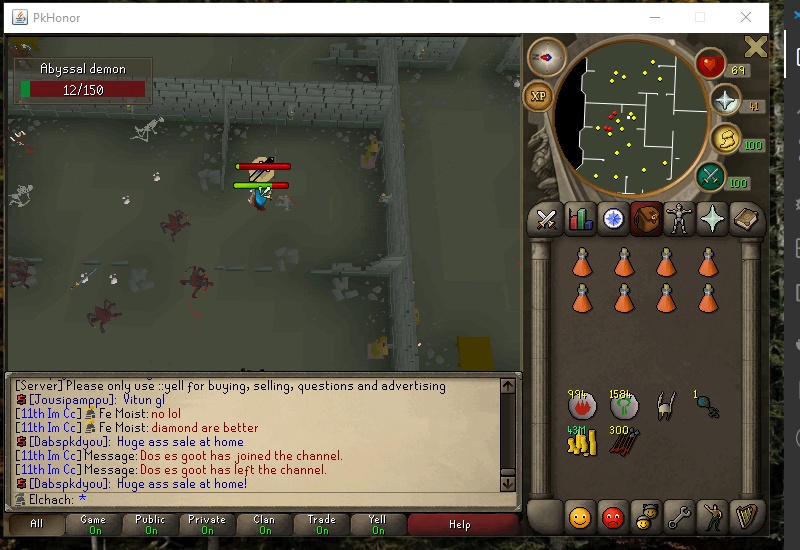 PkHonor
Abyssal demon
12/150
69
XP
41
100
100
[Server] Please only use ::yell for buying, selling, questions and advertising
[Jousipamppu]: Vitun gl
[11th Im Cc] Fe Moist: no lol
[11th Im Cc] Fe Moist: diamond are better
[Dabspkdyou]: Huge ass sale at home
[11th Im Cc] Message: Dos es goot has joined the channel.
[11th Im Cc] Message: Dos es goot has left the channel.
[Dabspkdyou]: Huge ass sale at home!
Elchach: *
994 1584 1
43M 300
All Game On Public On Private On Clan On Trade On Yell On Help